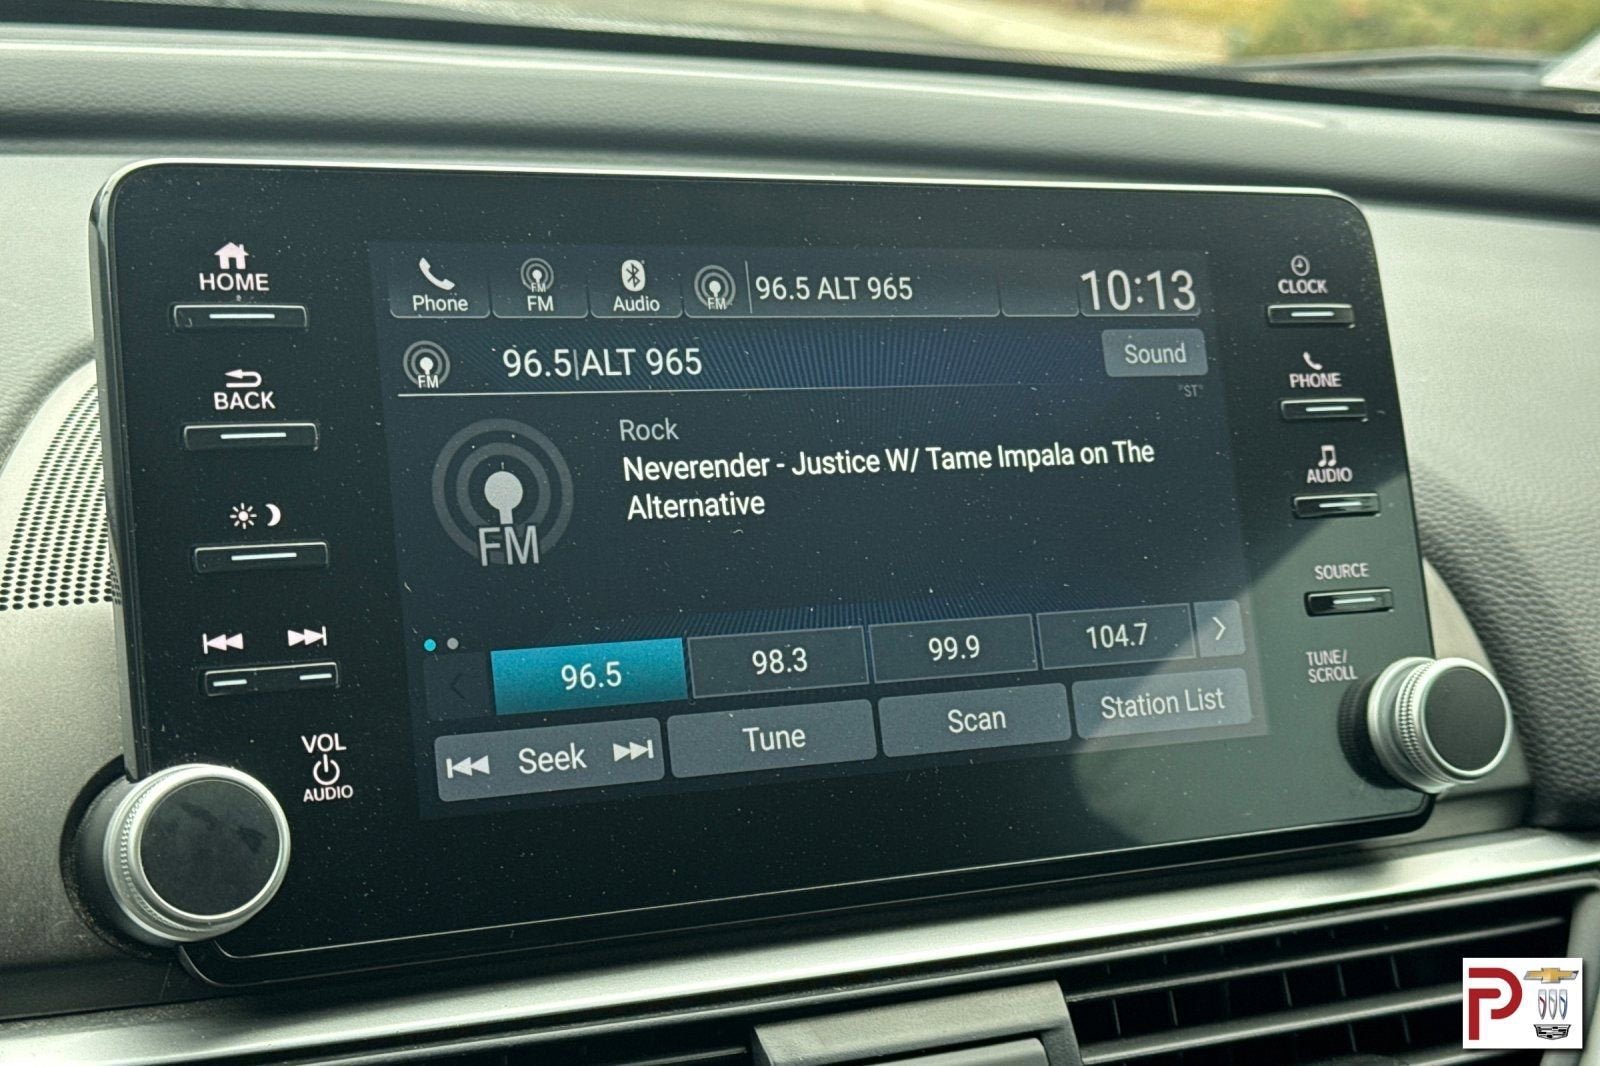 HOME
BACK
VOL
AUDIO
Phone
FM
FM
Audio
FM
96.5 ALT 965
10:13
FM
96.5|ALT 965
Sound
"ST"
FM
Rock
Neverender - Justice W/ Tame Impala on The
Alternative
96.5
98.3
99.9
104.7
Seek
Tune
Scan
Station List
CLOCK
PHONE
AUDIO
SOURCE
TUNE/
SCROLL
P